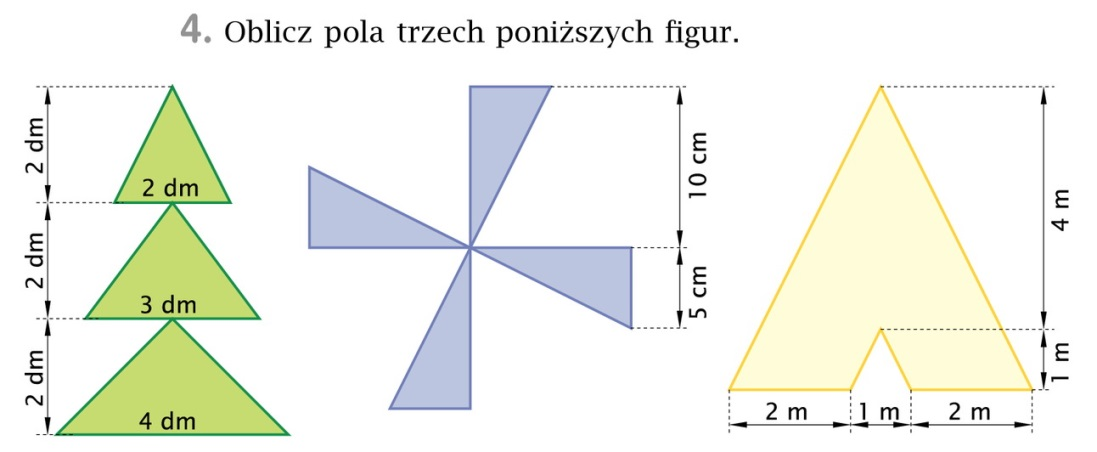 4. Oblicz pola trzech poniższych figur.
2 dm
2 dm
2 dm
2 dm
3 dm
4 dm
10 cm
5 cm
4 m
1 m
2 m
1 m
2 m